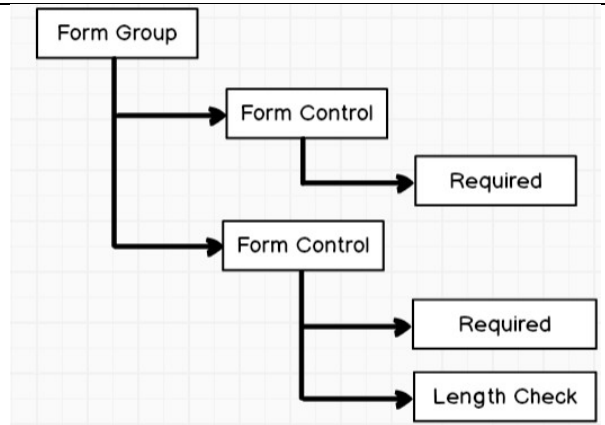 Form Group
Form Control
Required
Form Control
Required
Length Check